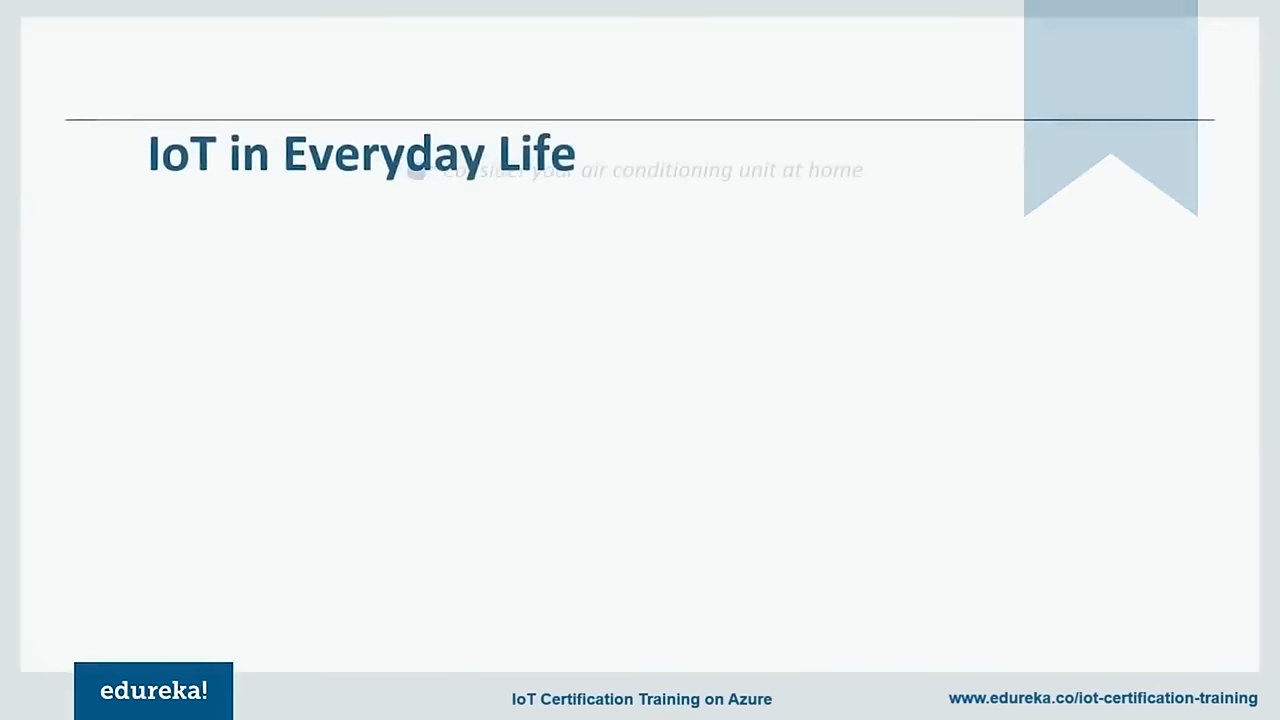 IoT in Everyday Life
Consider your air conditioning unit at home
edureka!
IoT Certification Training on Azure
www.edureka.co/iot-certification-training